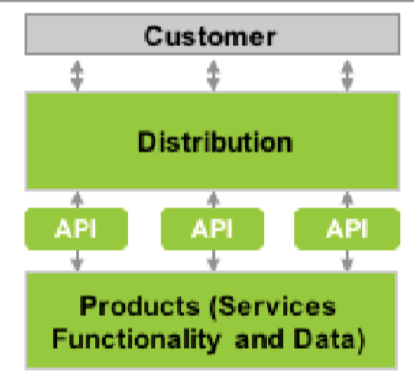 Customer
Distribution
API API API
Products (Services
Functionality and Data)